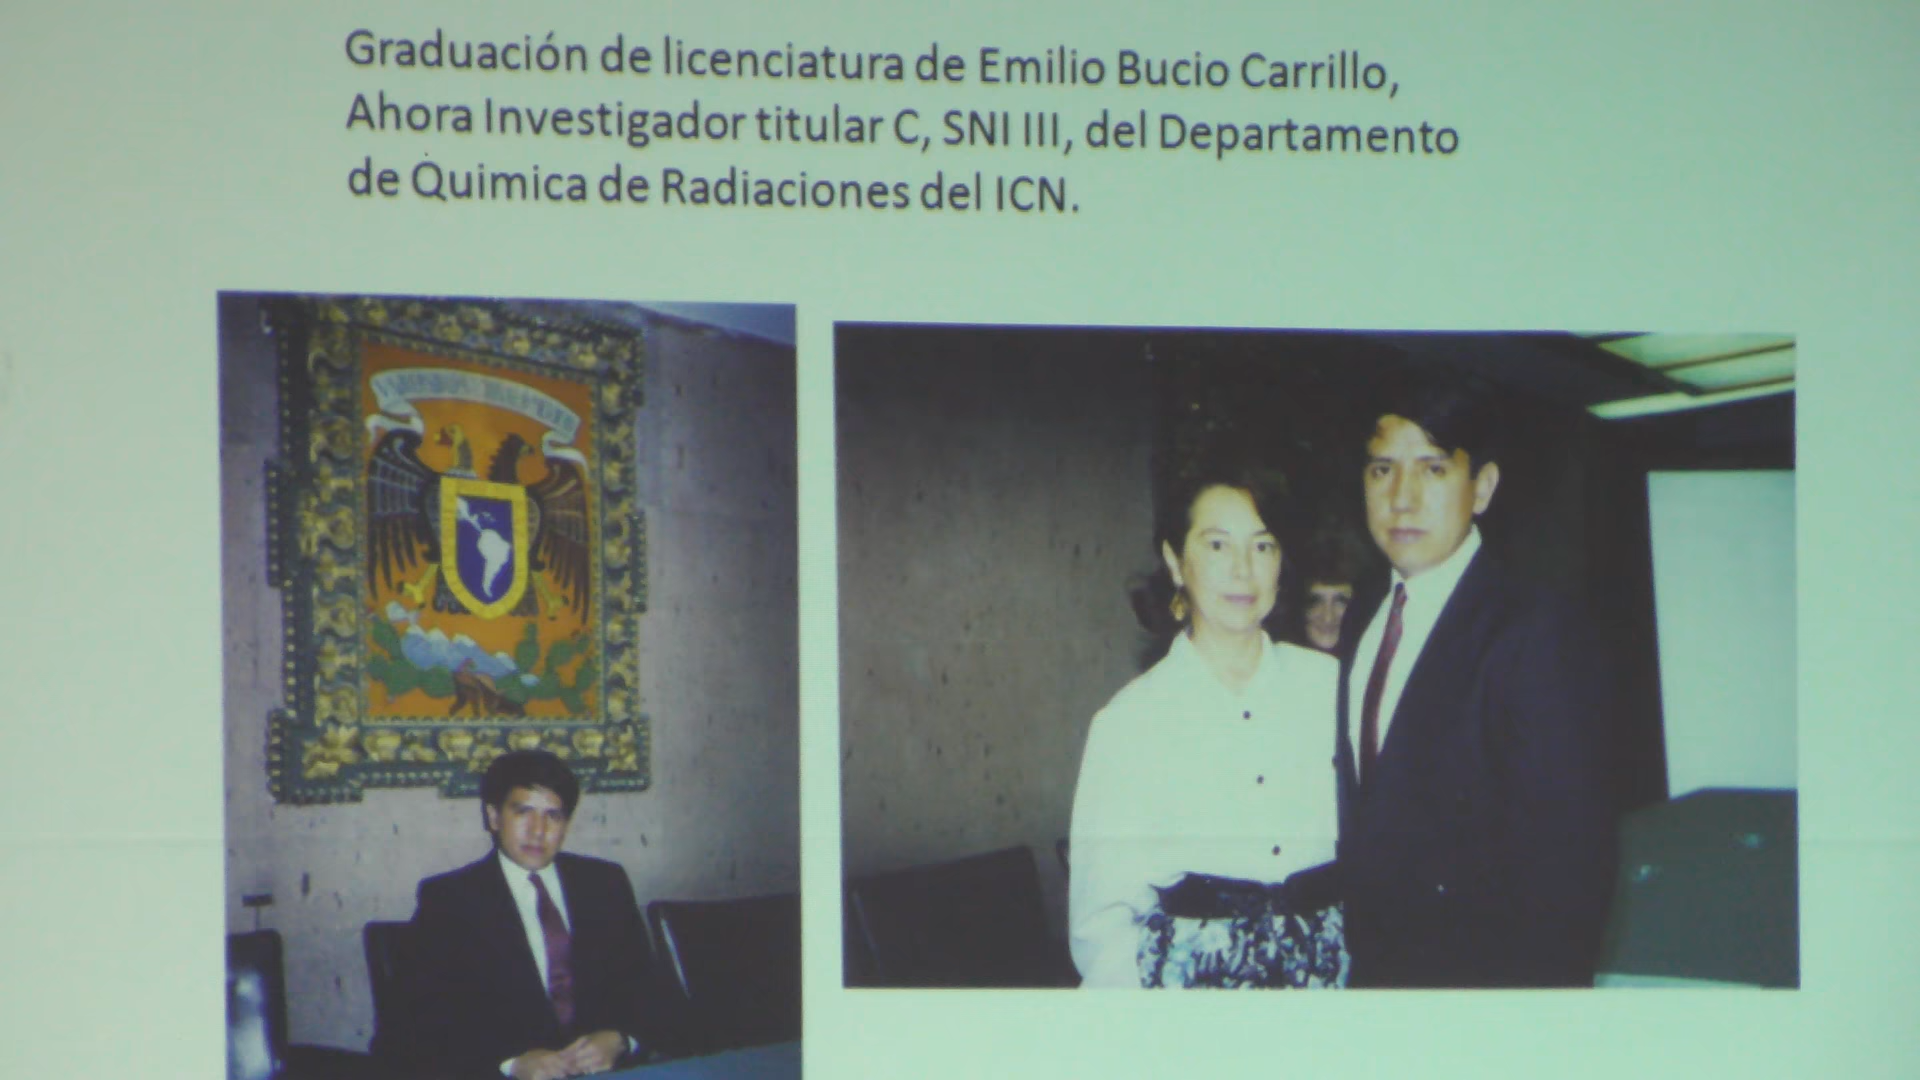 Graduación de licenciatura de Emilio Bucio Carrillo,
Ahora Investigador titular C, SNI III, del Departamento
de Quimica de Radiaciones del ICN.